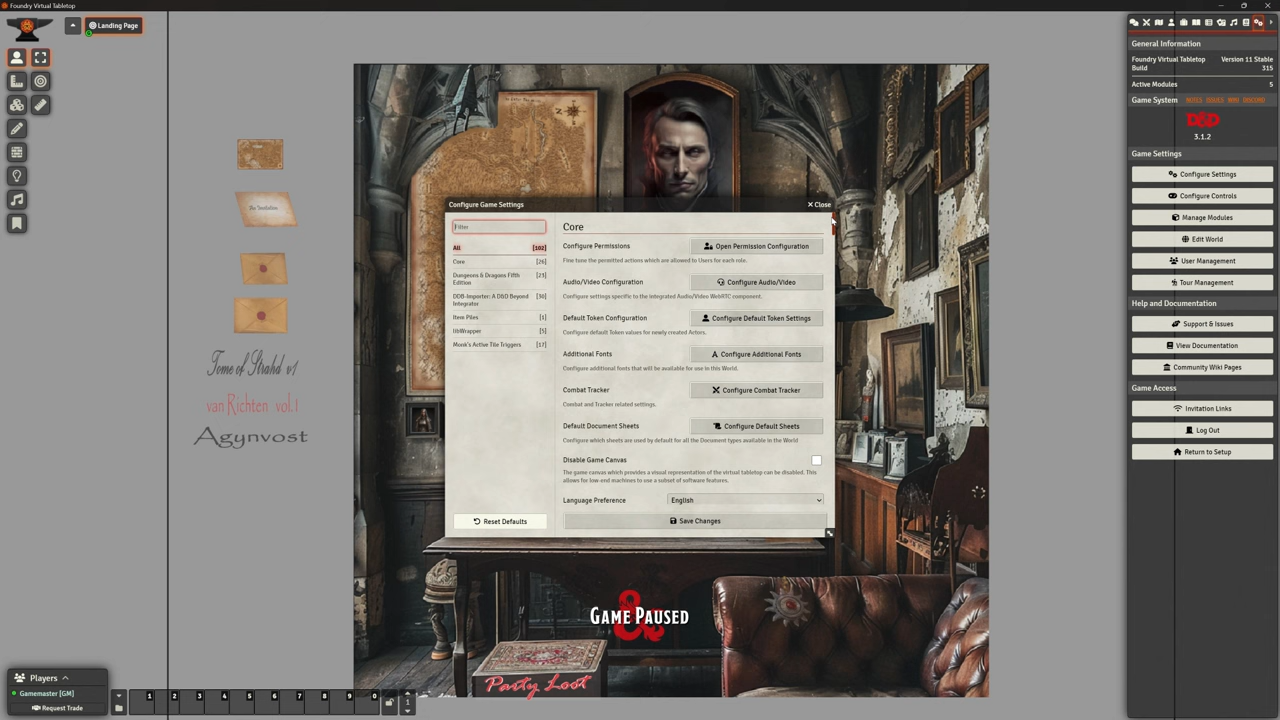 Foundry Virtual Tabletop
Landing Page
The Invitation
Tome of Strahd v1
van Richten vol.1
Agynvost
Configure Game Settings
Close
Filter
All [102]
Core [26]
Dungeons & Dragons Fifth
Edition [23]
DDB-Importer: A D&D Beyond
Integrator [30]
Item Piles [1]
libWrapper [5]
Monk's Active Tile Triggers [17]
Reset Defaults
Core
Configure Permissions
Open Permission Configuration
Fine tune the permitted actions which are allowed to Users for each role.
Audio/Video Configuration
Configure Audio/Video
Configure settings specific to the integrated Audio/Video WebRTC component.
Default Token Configuration
Configure Default Token Settings
Configure default Token values for newly created Actors.
Additional Fonts
Configure Additional Fonts
Configure additional fonts that will be available for use in this World.
Combat Tracker
Configure Combat Tracker
Combat and Tracker related settings.
Default Document Sheets
Configure Default Sheets
Configure which sheets are used by default for all the Document types available in the World
Disable Game Canvas
The game canvas which provides a visual representation of the virtual tabletop can be disabled. This
allows for low-end machines to use a subset of software features.
Language Preference
English
Save Changes
Game Paused
Party Loot
Players
Gamemaster [GM]
Request Trade
1 2 3 4 5 6 7 8 9 0
1
General Information
Foundry Virtual Tabletop Version 11 Stable
Build 315
Active Modules 5
Game System NOTES ISSUES WIKI DISCORD
D&D
3.1.2
Game Settings
Configure Settings
Configure Controls
Manage Modules
Edit World
User Management
Tour Management
Help and Documentation
Support & Issues
View Documentation
Community Wiki Pages
Game Access
Invitation Links
Log Out
Return to Setup